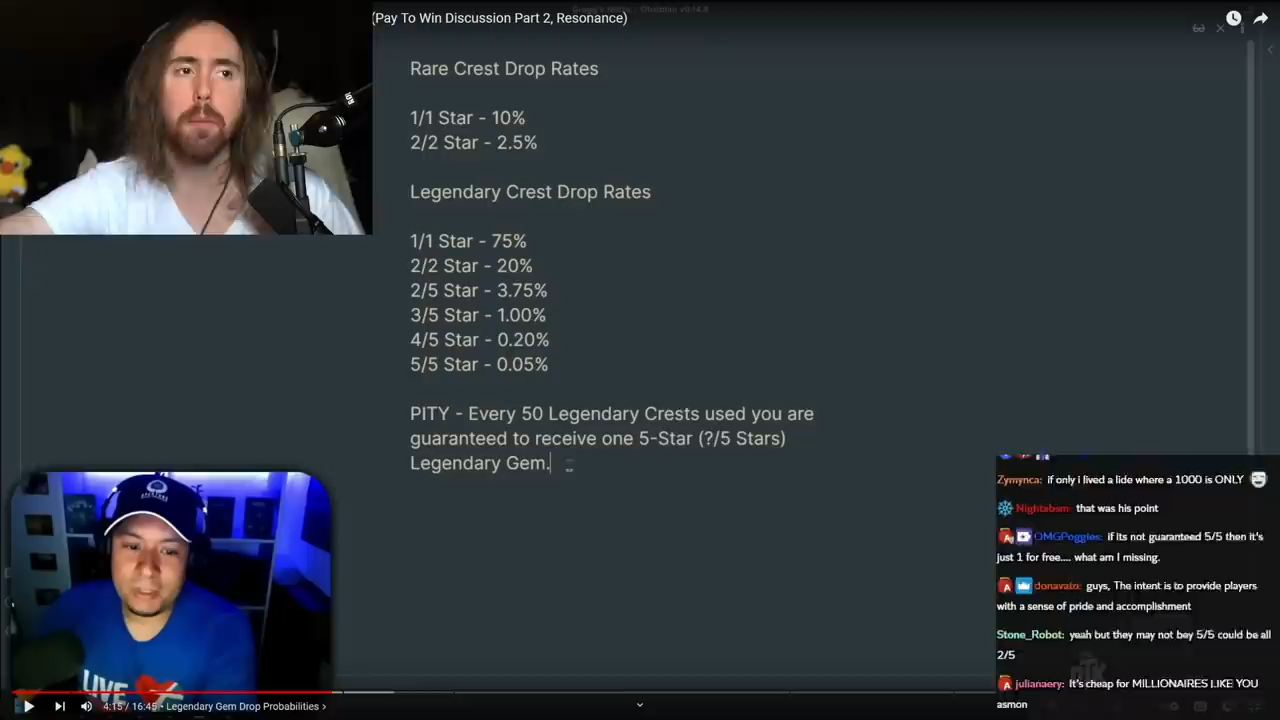 (Pay To Win Discussion Part 2, Resonance)
Rare Crest Drop Rates
1/1 Star - 10%
2/2 Star - 2.5%
Legendary Crest Drop Rates
1/1 Star - 75%
2/2 Star - 20%
2/5 Star - 3.75%
3/5 Star - 1.00%
4/5 Star - 0.20%
5/5 Star - 0.05%
PITY - Every 50 Legendary Crests used you are
guaranteed to receive one 5-Star (?/5 Stars)
Legendary Gem.
Zymynca: if only i lived a lide where a 1000 is ONLY
Nightabsm: that was his point
OMGPoggies: if its not guaranteed 5/5 then it's
just 1 for free.... what am I missing.
donavato: guys, The intent is to provide players
with a sense of pride and accomplishment
Stone_Robot: yeah but they may not bey 5/5 could be all
2/5
julianaery: It's cheap for MILLIONAIRES LIKE YOU
asmon
LIVE
4:15 / 16:45 • Legendary Gem Drop Probabilities >